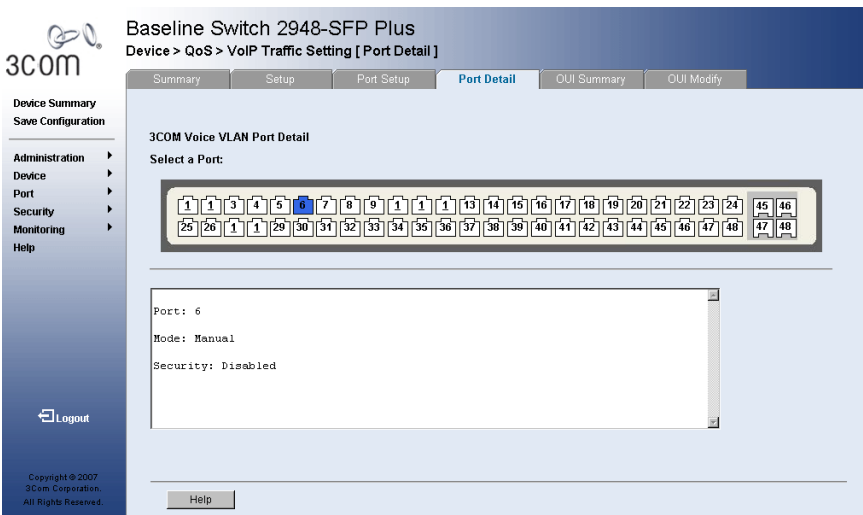 3COM
Baseline Switch 2948-SFP Plus
Device > QoS > VoIP Traffic Setting [ Port Detail ]
Summary Setup Port Setup Port Detail OUI Summary OUI Modify
Device Summary
Save Configuration
Administration
Device
Port
Security
Monitoring
Help
Logout
Copyright © 2007
3Com Corporation.
All Rights Reserved.
3COM Voice VLAN Port Detail
Select a Port:
1 1 3 4 5 6 7 8 9 1 1 1 13 14 15 16 17 18 19 20 21 22 23 24 45 46
25 26 1 1 29 30 31 32 33 34 35 36 37 38 39 40 41 42 43 44 45 46 47 48 47 48
Port: 6
Mode: Manual
Security: Disabled
Help